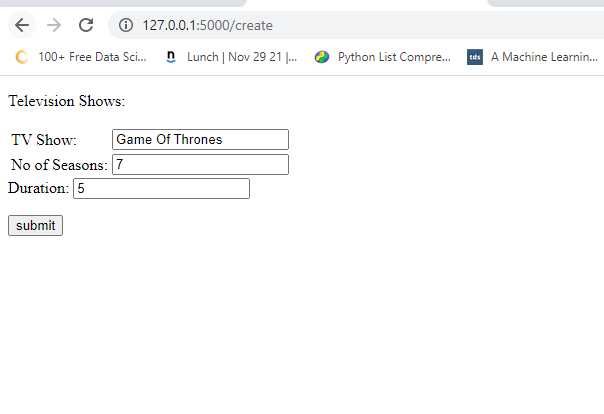 127.0.0.1:5000/create
100+ Free Data Sci... n Lunch | Nov 29 21 |... Python List Compre... tds A Machine Learnin...
Television Shows:
TV Show: Game Of Thrones
No of Seasons: 7
Duration: 5
submit